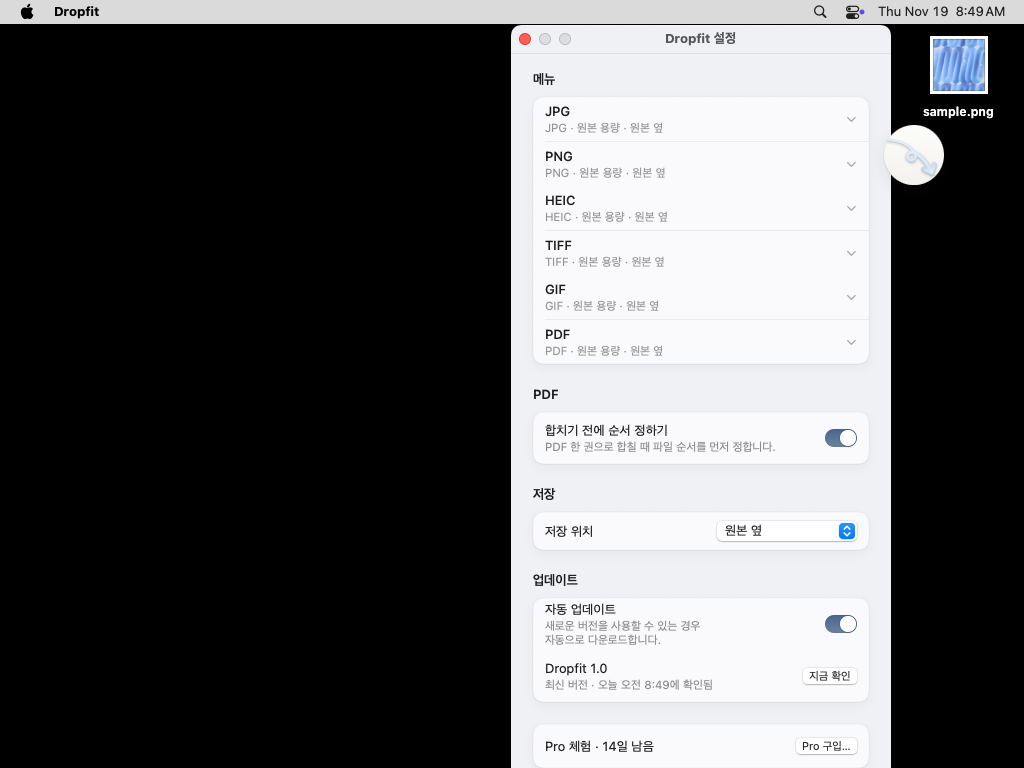 Dropfit
Thu Nov 19 8:49 AM
Dropfit 설정
sample.png
메뉴
JPG
JPG · 원본 용량 · 원본 옆
PNG
PNG · 원본 용량 · 원본 옆
HEIC
HEIC · 원본 용량 · 원본 옆
TIFF
TIFF · 원본 용량 · 원본 옆
GIF
GIF · 원본 용량 · 원본 옆
PDF
PDF · 원본 용량 · 원본 옆
PDF
합치기 전에 순서 정하기
PDF 한 권으로 합칠 때 파일 순서를 먼저 정합니다.
저장
저장 위치
원본 옆
업데이트
자동 업데이트
새로운 버전을 사용할 수 있는 경우
자동으로 다운로드합니다.
Dropfit 1.0
최신 버전 · 오늘 오전 8:49에 확인됨
지금 확인
Pro 체험 · 14일 남음
Pro 구입...